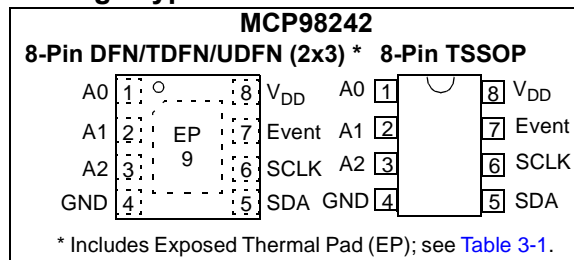 MCP98242
8-Pin DFN/TDFN/UDFN (2x3) * 8-Pin TSSOP
A0 1 8 VDD A0 1 8 VDD
A1 2 EP 7 Event A1 2 7 Event
A2 3 9 6 SCLK A2 3 6 SCLK
GND 4 5 SDA GND 4 5 SDA
* Includes Exposed Thermal Pad (EP); see Table 3-1.